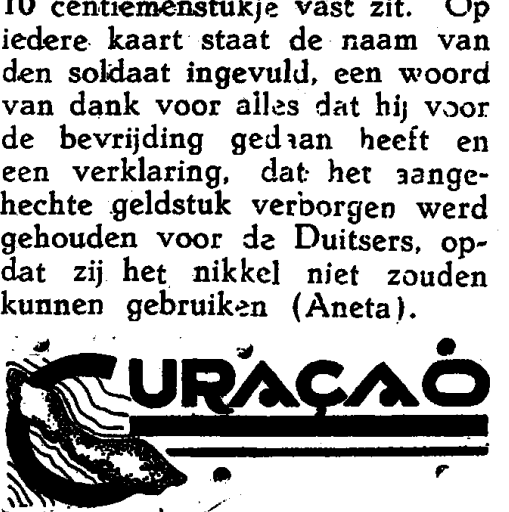 10 centiemenstukje vast zit. Op
iedere kaart staat de naam van
den soldaat ingevuld, een woord
van dank voor alles dat hij voor
de bevrijding gedaan heeft en
een verklaring, dat het aange-
hechte geldstuk verborgen werd
gehouden voor de Duitsers, op-
dat zij het nikkel niet zouden
kunnen gebruiken (Aneta).
CURAÇAO